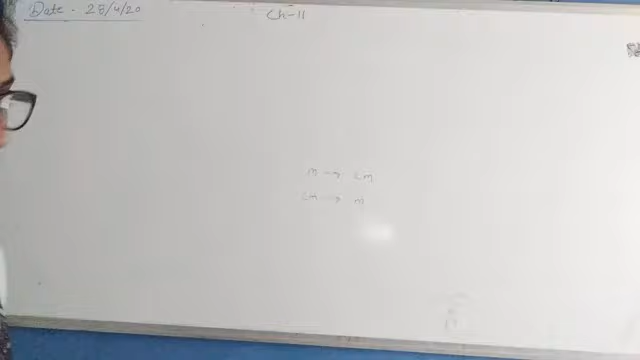 Date - 28/4/20
Ch-11
m → cm
cm → m